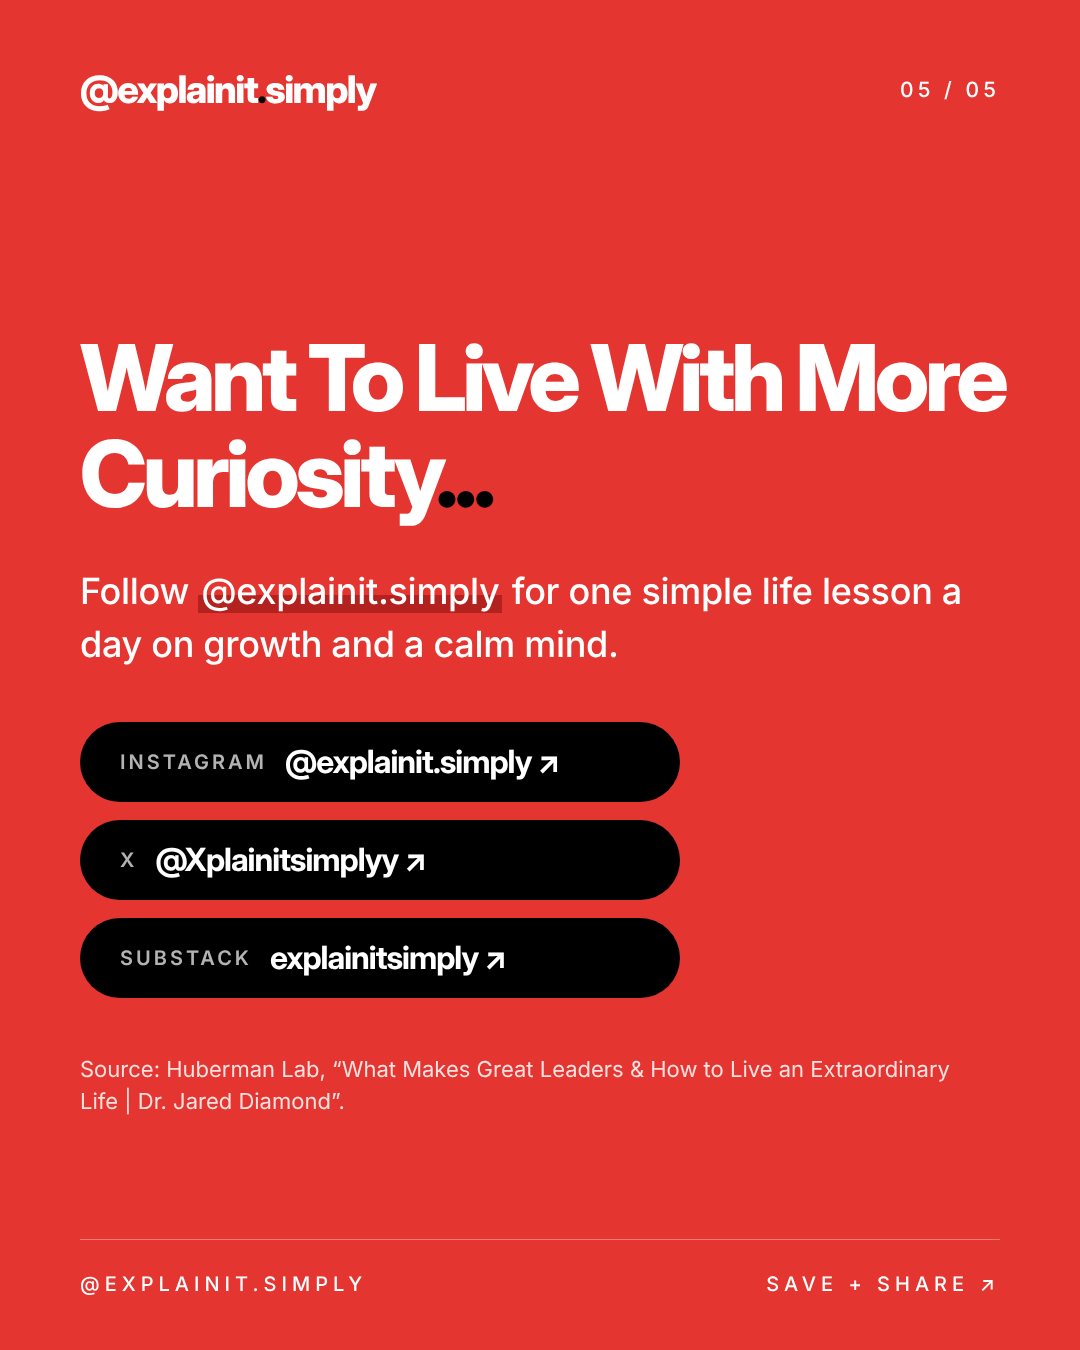 @explainit.simply
05 / 05
Want To Live With More
Curiosity...
Follow @explainit.simply for one simple life lesson a
day on growth and a calm mind.
INSTAGRAM @explainit.simply ↗
X @Xplainitsimplyy ↗
SUBSTACK explainitsimply ↗
Source: Huberman Lab, “What Makes Great Leaders & How to Live an Extraordinary
Life | Dr. Jared Diamond”.
@EXPLAINIT.SIMPLY
SAVE + SHARE ↗